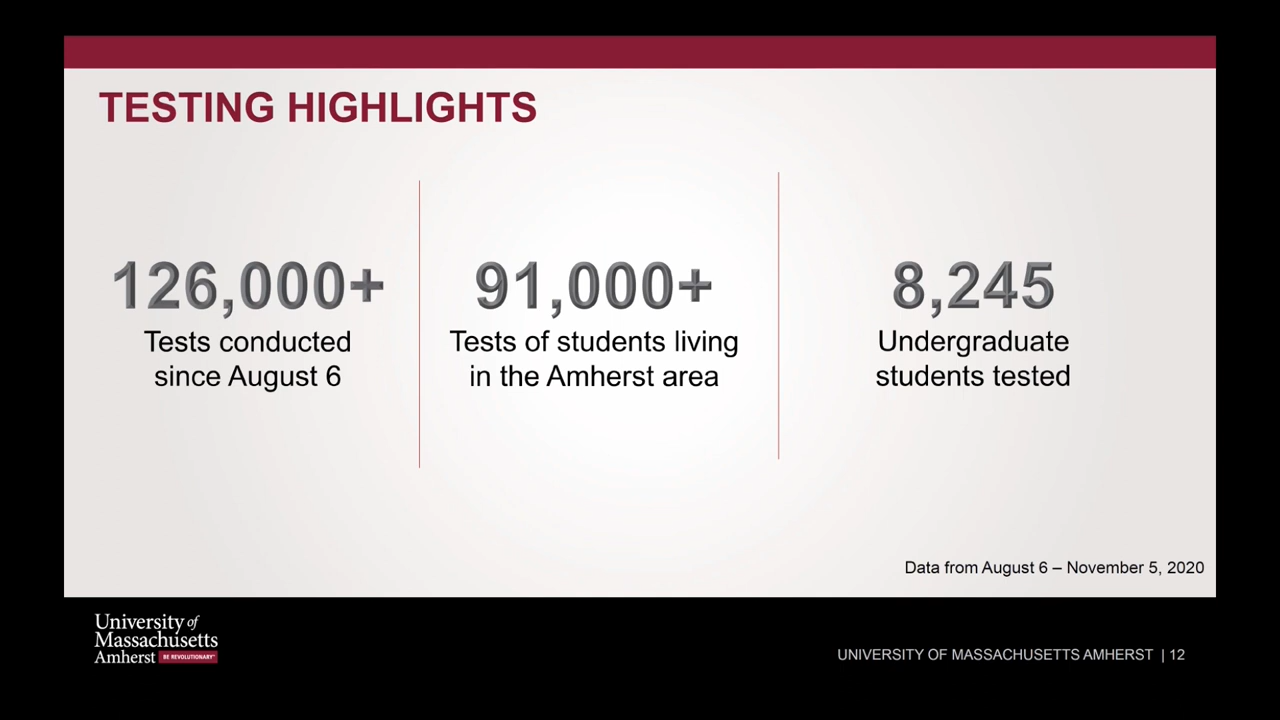 TESTING HIGHLIGHTS
126,000+
Tests conducted
since August 6
91,000+
Tests of students living
in the Amherst area
8,245
Undergraduate
students tested
Data from August 6 – November 5, 2020
University of
Massachusetts
Amherst BE REVOLUTIONARY™
UNIVERSITY OF MASSACHUSETTS AMHERST | 12